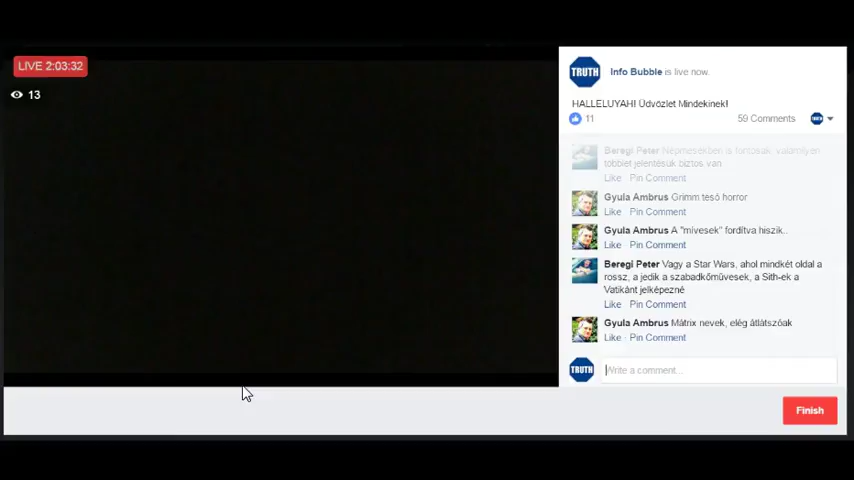 LIVE 2:03:32
13
TRUTH
Info Bubble is live now.
HALLELUYAH! Üdvözlet Mindekinek!
11
59 Comments
Beregi Peter Népmesékben is fontosak, valamilyen
többlet jelentésük biztos van
Like · Pin Comment
Gyula Ambrus Grimm tesó horror
Like · Pin Comment
Gyula Ambrus A "mívesek" fordítva hiszik..
Like · Pin Comment
Beregi Peter Vagy a Star Wars, ahol mindkét oldal a
rossz, a jedik a szabadkőművesek, a Sith-ek a
Vatikánt jelképezné
Like · Pin Comment
Gyula Ambrus Mátrix nevek, elég átlátszóak
Like · Pin Comment
TRUTH
Write a comment...
Finish